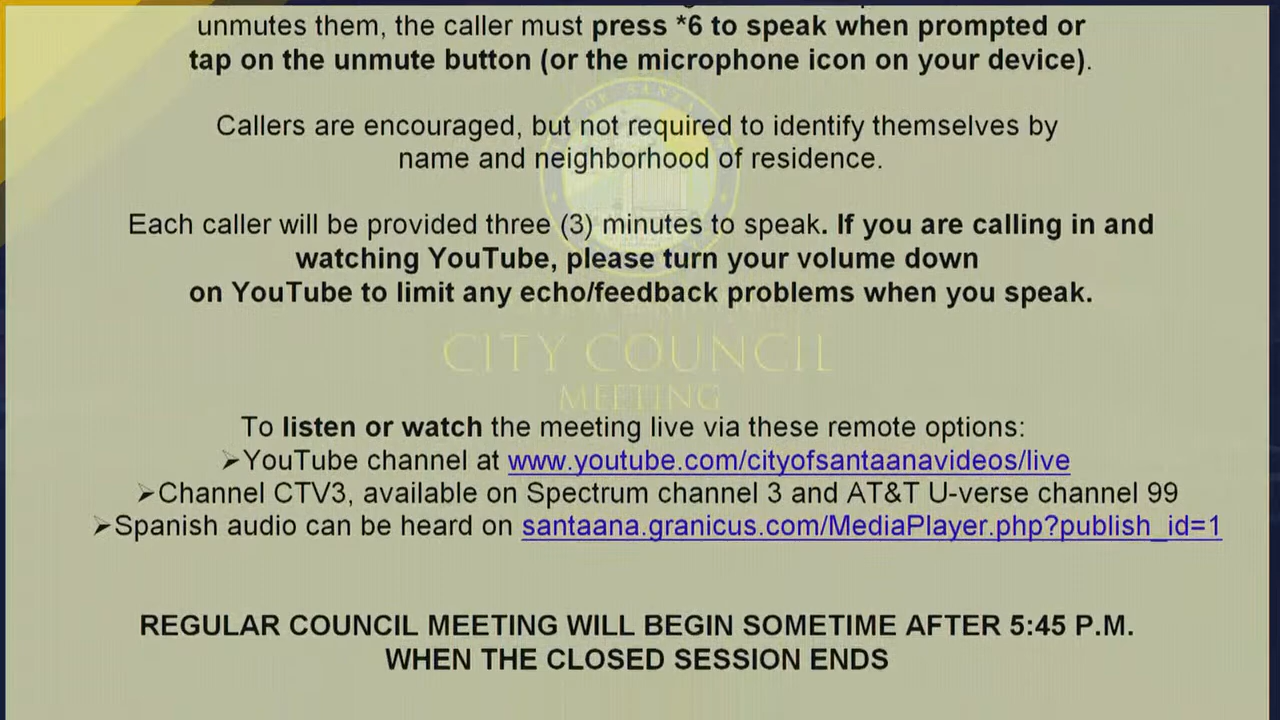 unmutes them, the caller must press *6 to speak when prompted or
tap on the unmute button (or the microphone icon on your device).
Callers are encouraged, but not required to identify themselves by
name and neighborhood of residence.
Each caller will be provided three (3) minutes to speak. If you are calling in and
watching YouTube, please turn your volume down
on YouTube to limit any echo/feedback problems when you speak.
CITY COUNCIL
MEETING
To listen or watch the meeting live via these remote options:
➢YouTube channel at www.youtube.com/cityofsantaanavideos/live
➢Channel CTV3, available on Spectrum channel 3 and AT&T U-verse channel 99
➢Spanish audio can be heard on santaana.granicus.com/MediaPlayer.php?publish_id=1
REGULAR COUNCIL MEETING WILL BEGIN SOMETIME AFTER 5:45 P.M.
WHEN THE CLOSED SESSION ENDS